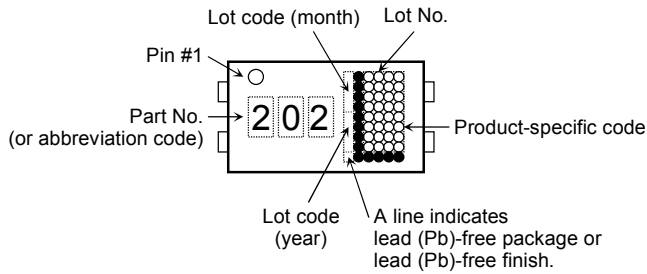 Lot code (month)
Lot No.
Pin #1
Part No.
(or abbreviation code)
202
Product-specific code
Lot code
(year)
A line indicates
lead (Pb)-free package or
lead (Pb)-free finish.